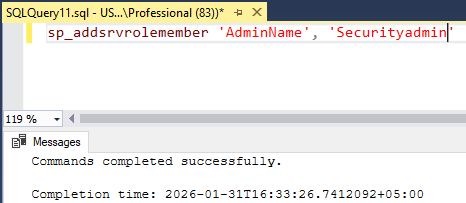 SQLQuery11.sql - US...\Professional (83))*
sp_addsrvrolemember 'AdminName', 'Securityadmin'
119 %
Messages
Commands completed successfully.
Completion time: 2026-01-31T16:33:26.7412092+05:00